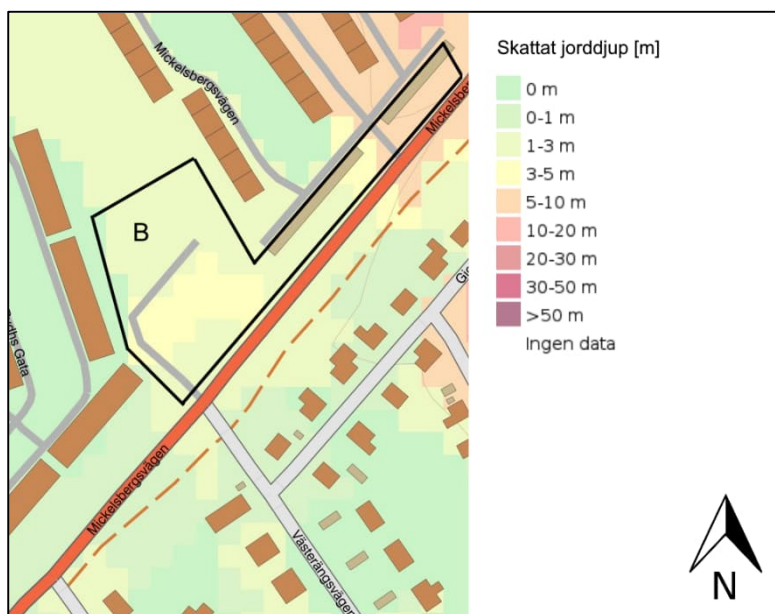 Mickelsbergsvägen
Mickelsb
B
Mickelsbergsvägen
Västerängsvägen
Skattat jorddjup [m]
0 m
0-1 m
1-3 m
3-5 m
5-10 m
10-20 m
20-30 m
30-50 m
>50 m
Ingen data
N